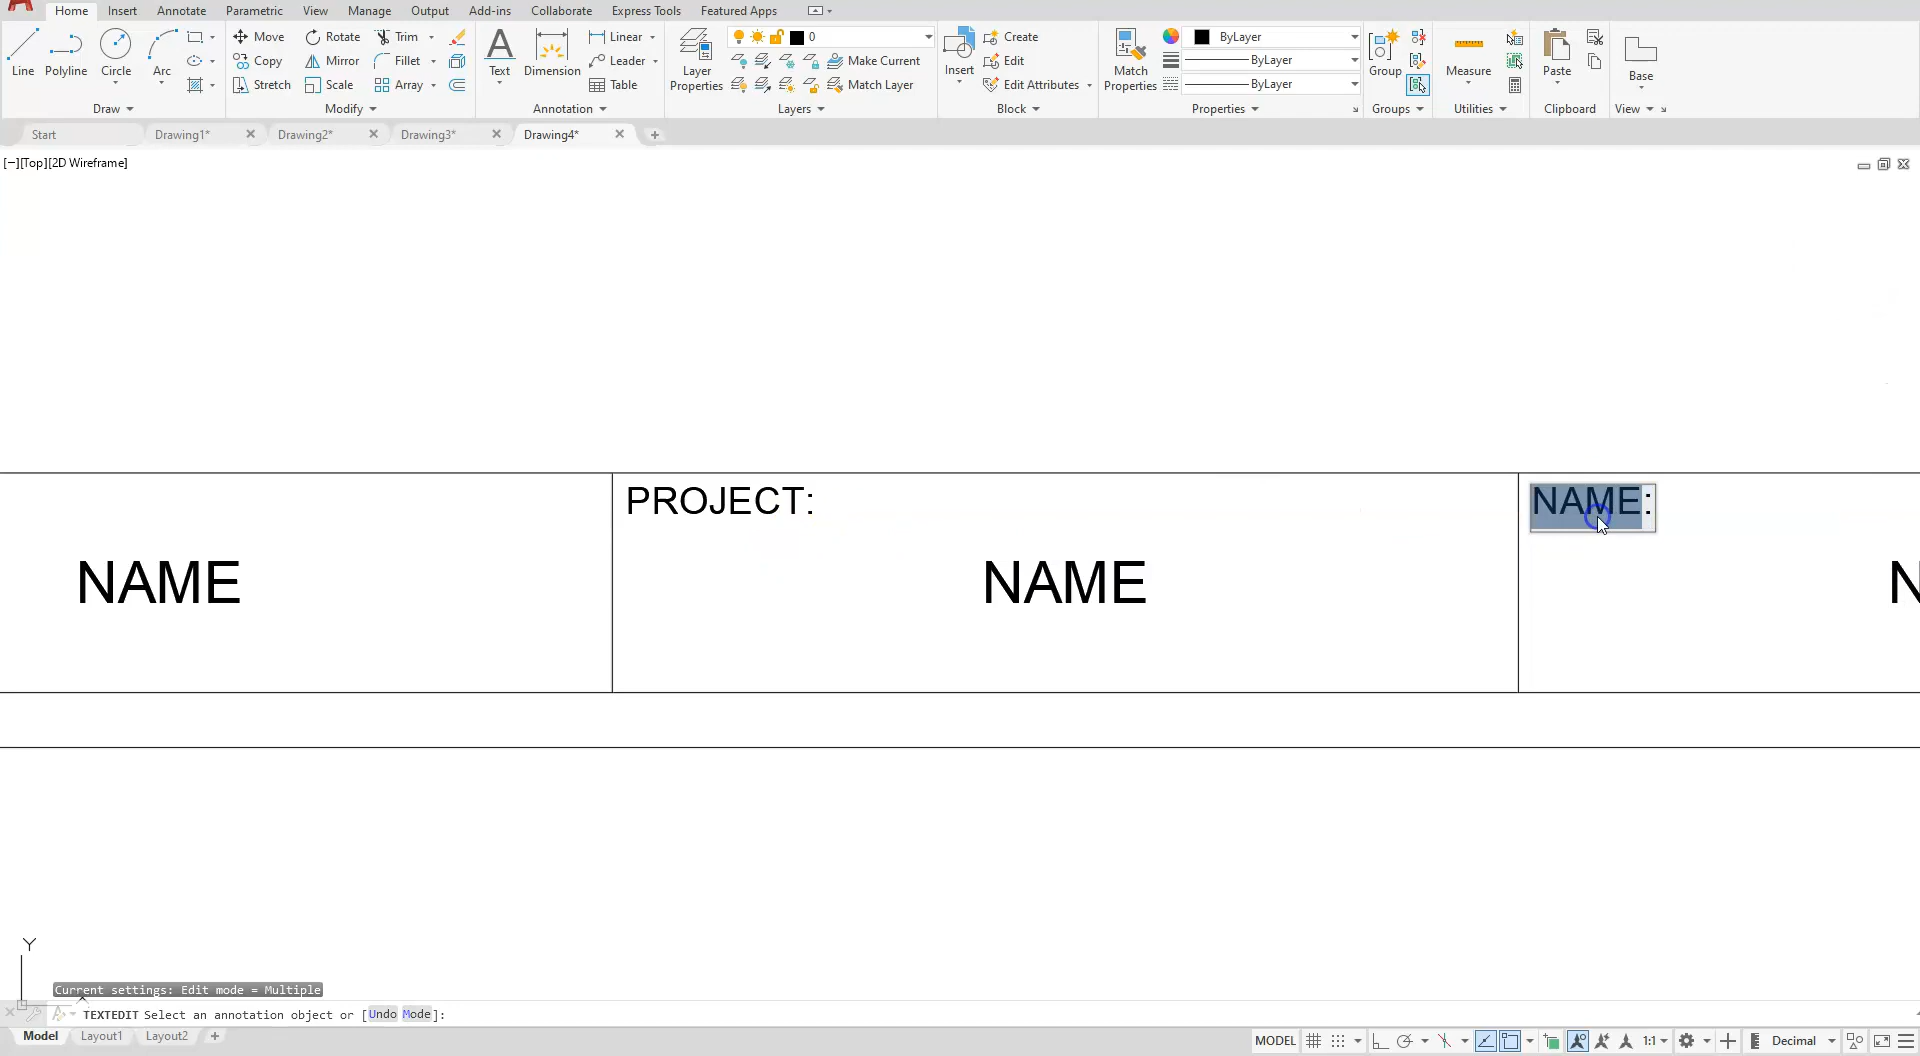 Home Insert Annotate Parametric View Manage Output Add-ins Collaborate Express Tools Featured Apps
Line Polyline Circle Arc
Move Rotate Trim
Copy Mirror Fillet
Stretch Scale Array
Text Dimension
Linear
Leader
Table
Layer Properties
0
Make Current
Match Layer
Insert
Create
Edit
Edit Attributes
Match Properties
ByLayer
ByLayer
ByLayer
Group
Measure
Paste
Base
Draw Modify Annotation Layers Block Properties Groups Utilities Clipboard View
Start Drawing1* Drawing2* Drawing3* Drawing4*
[−][Top][2D Wireframe]
PROJECT: NAME:
NAME NAME N
Y
Current settings: Edit mode = Multiple
TEXTEDIT Select an annotation object or [Undo Mode]:
Model Layout1 Layout2
MODEL 1:1 Decimal